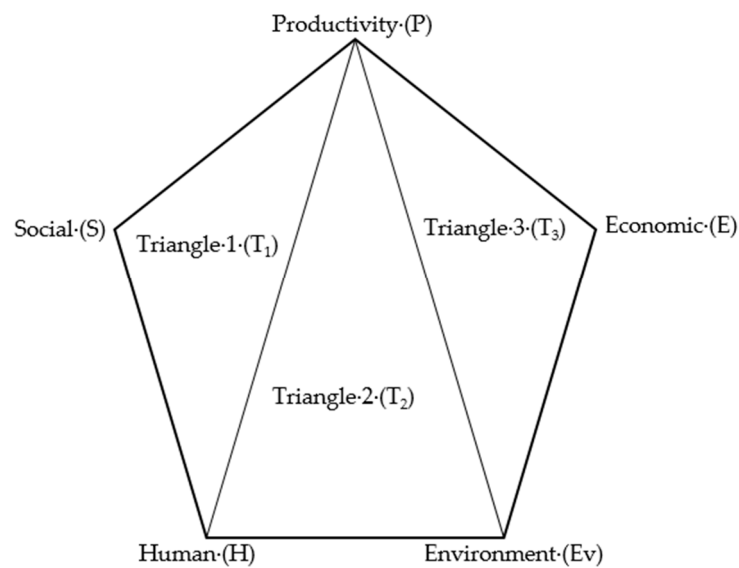 Productivity·(P)
Social·(S)
Triangle·1·(T₁)
Triangle·3·(T₃)
Economic·(E)
Triangle·2·(T₂)
Human·(H)
Environment·(Ev)